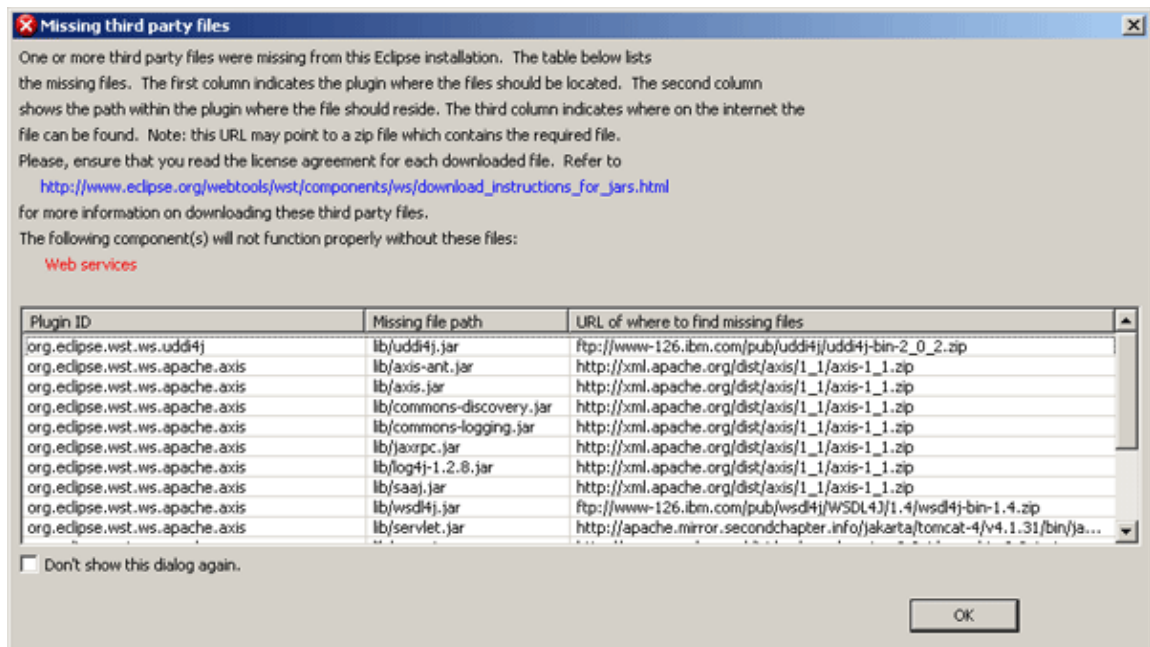 Missing third party files
One or more third party files were missing from this Eclipse installation. The table below lists
the missing files. The first column indicates the plugin where the files should be located. The second column
shows the path within the plugin where the file should reside. The third column indicates where on the internet the
file can be found. Note: this URL may point to a zip file which contains the required file.
Please, ensure that you read the license agreement for each downloaded file. Refer to
http://www.eclipse.org/webtools/wst/components/ws/download_instructions_for_jars.html
for more information on downloading these third party files.
The following component(s) will not function properly without these files:
Web services
Plugin ID Missing file path URL of where to find missing files
org.eclipse.wst.ws.uddi4j lib/uddi4j.jar ftp://www-126.ibm.com/pub/uddi4j/uddi4j-bin-2_0_2.zip
org.eclipse.wst.ws.apache.axis lib/axis-ant.jar http://xml.apache.org/dist/axis/1_1/axis-1_1.zip
org.eclipse.wst.ws.apache.axis lib/axis.jar http://xml.apache.org/dist/axis/1_1/axis-1_1.zip
org.eclipse.wst.ws.apache.axis lib/commons-discovery.jar http://xml.apache.org/dist/axis/1_1/axis-1_1.zip
org.eclipse.wst.ws.apache.axis lib/commons-logging.jar http://xml.apache.org/dist/axis/1_1/axis-1_1.zip
org.eclipse.wst.ws.apache.axis lib/jaxrpc.jar http://xml.apache.org/dist/axis/1_1/axis-1_1.zip
org.eclipse.wst.ws.apache.axis lib/log4j-1.2.8.jar http://xml.apache.org/dist/axis/1_1/axis-1_1.zip
org.eclipse.wst.ws.apache.axis lib/saaj.jar http://xml.apache.org/dist/axis/1_1/axis-1_1.zip
org.eclipse.wst.ws.apache.axis lib/wsdl4j.jar ftp://www-126.ibm.com/pub/wsdl4j/WSDL4J/1.4/wsdl4j-bin-1.4.zip
org.eclipse.wst.ws.apache.axis lib/servlet.jar http://apache.mirror.secondchapter.info/jakarta/tomcat-4/v4.1.31/bin/ja...
Don't show this dialog again.
OK